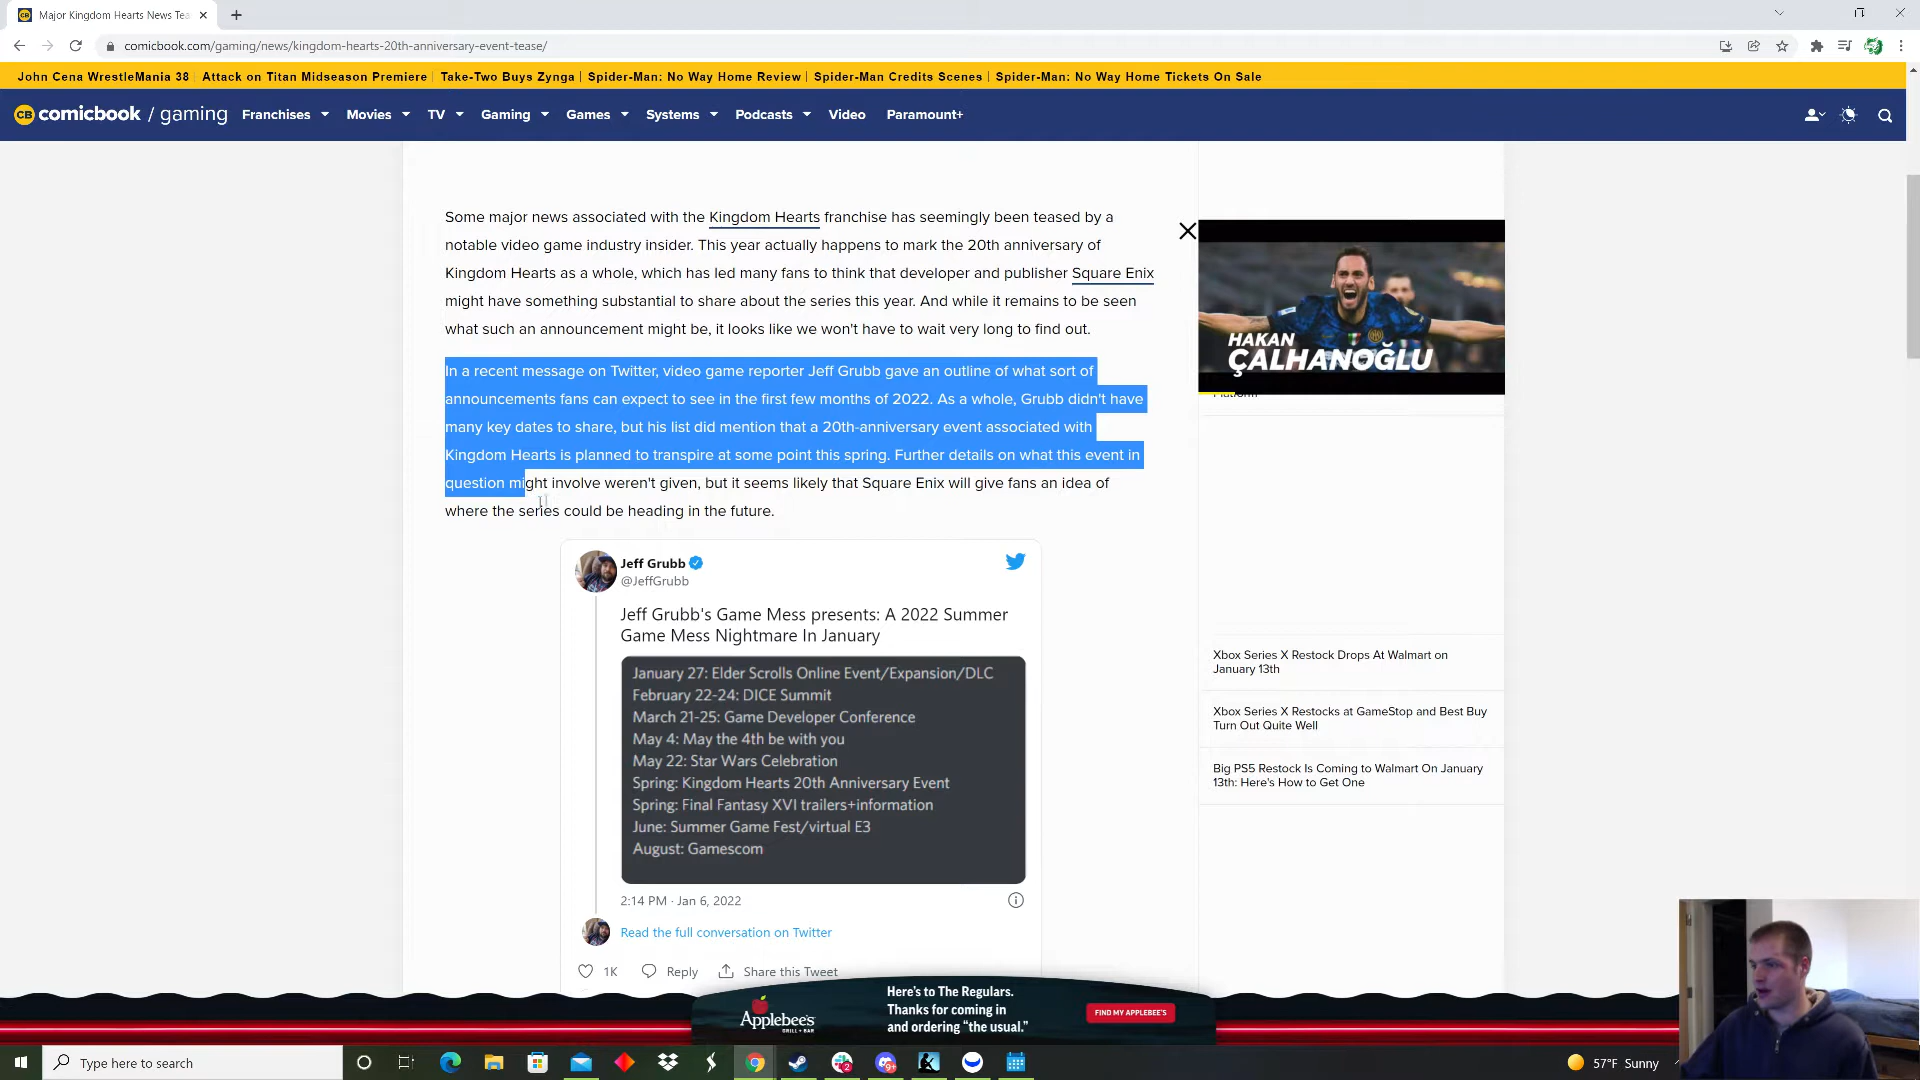 Major Kingdom Hearts News Tea
comicbook.com/gaming/news/kingdom-hearts-20th-anniversary-event-tease/
John Cena WrestleMania 38 | Attack on Titan Midseason Premiere | Take-Two Buys Zynga | Spider-Man: No Way Home Review | Spider-Man Credits Scenes | Spider-Man: No Way Home Tickets On Sale
CB comicbook / gaming Franchises Movies TV Gaming Games Systems Podcasts Video Paramount+
Some major news associated with the Kingdom Hearts franchise has seemingly been teased by a
notable video game industry insider. This year actually happens to mark the 20th anniversary of
Kingdom Hearts as a whole, which has led many fans to think that developer and publisher Square Enix
might have something substantial to share about the series this year. And while it remains to be seen
what such an announcement might be, it looks like we won't have to wait very long to find out.
In a recent message on Twitter, video game reporter Jeff Grubb gave an outline of what sort of
announcements fans can expect to see in the first few months of 2022. As a whole, Grubb didn't have
many key dates to share, but his list did mention that a 20th-anniversary event associated with
Kingdom Hearts is planned to transpire at some point this spring. Further details on what this event in
question might involve weren't given, but it seems likely that Square Enix will give fans an idea of
where the series could be heading in the future.
Jeff Grubb
@JeffGrubb
Jeff Grubb's Game Mess presents: A 2022 Summer
Game Mess Nightmare In January
January 27: Elder Scrolls Online Event/Expansion/DLC
February 22-24: DICE Summit
March 21-25: Game Developer Conference
May 4: May the 4th be with you
May 22: Star Wars Celebration
Spring: Kingdom Hearts 20th Anniversary Event
Spring: Final Fantasy XVI trailers+information
June: Summer Game Fest/virtual E3
August: Gamescom
2:14 PM · Jan 6, 2022
Read the full conversation on Twitter
1K Reply Share this Tweet
HAKAN
ÇALHANOĞLU
Platform
Xbox Series X Restock Drops At Walmart on
January 13th
Xbox Series X Restocks at GameStop and Best Buy
Turn Out Quite Well
Big PS5 Restock Is Coming to Walmart On January
13th: Here's How to Get One
Applebee's
GRILL + BAR
Here's to The Regulars.
Thanks for coming in
and ordering "the usual."
FIND MY APPLEBEE'S
Type here to search
57°F Sunny